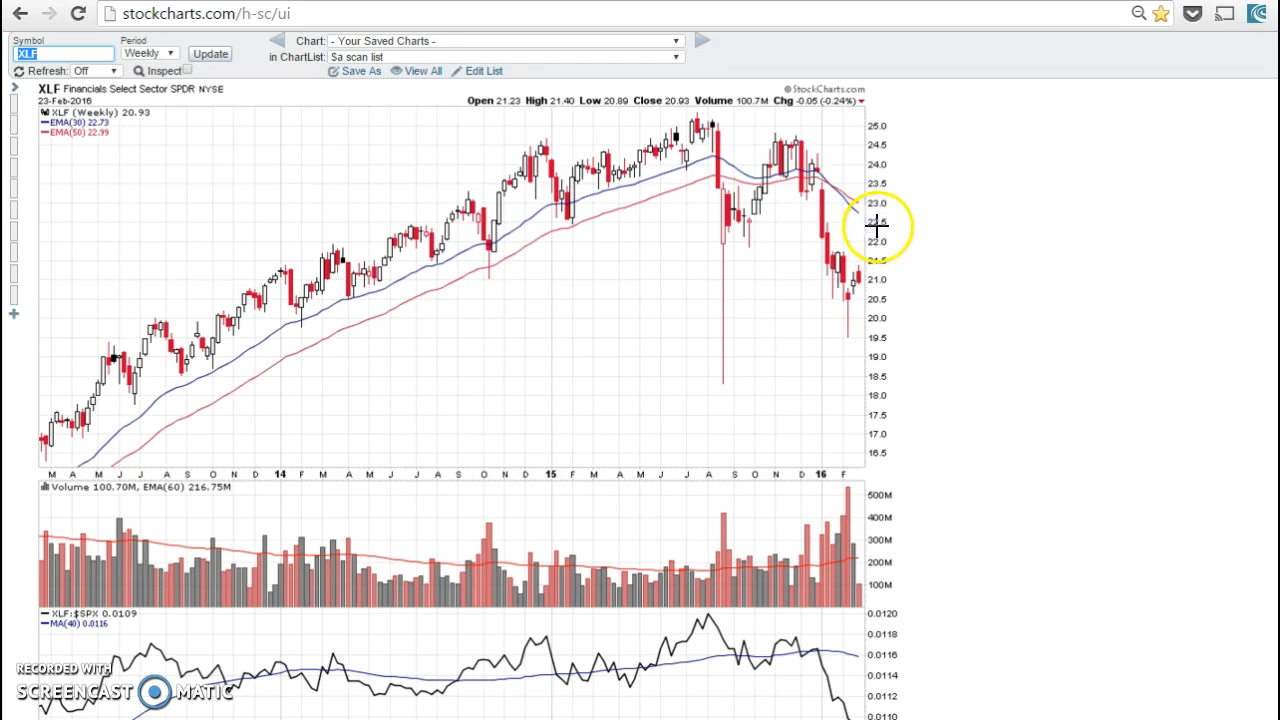 stockcharts.com/h-sc/ui
Symbol Period Chart: - Your Saved Charts -
XLF Weekly Update in ChartList: $a scan list
Refresh: Off Inspect Save As View All Edit List
XLF Financials Select Sector SPDR NYSE © StockCharts.com
23-Feb-2016 Open 21.23 High 21.40 Low 20.89 Close 20.93 Volume 100.7M Chg -0.05 (-0.24%)
XLF (Weekly) 20.93
EMA(30) 22.73
EMA(50) 22.99
25.0
24.5
24.0
23.5
23.0
22.5
22.0
21.5
21.0
20.5
20.0
19.5
19.0
18.5
18.0
17.5
17.0
16.5
M A M J J A S O N D 14 F M A M J J A S O N D 15 F M A M J J A S O N D 16 F
Volume 100.70M, EMA(60) 216.75M
500M
400M
300M
200M
100M
XLF:$SPX 0.0109
MA(40) 0.0116
0.0120
0.0118
0.0116
0.0114
0.0112
0.0110
RECORDED WITH
SCREENCAST MATIC